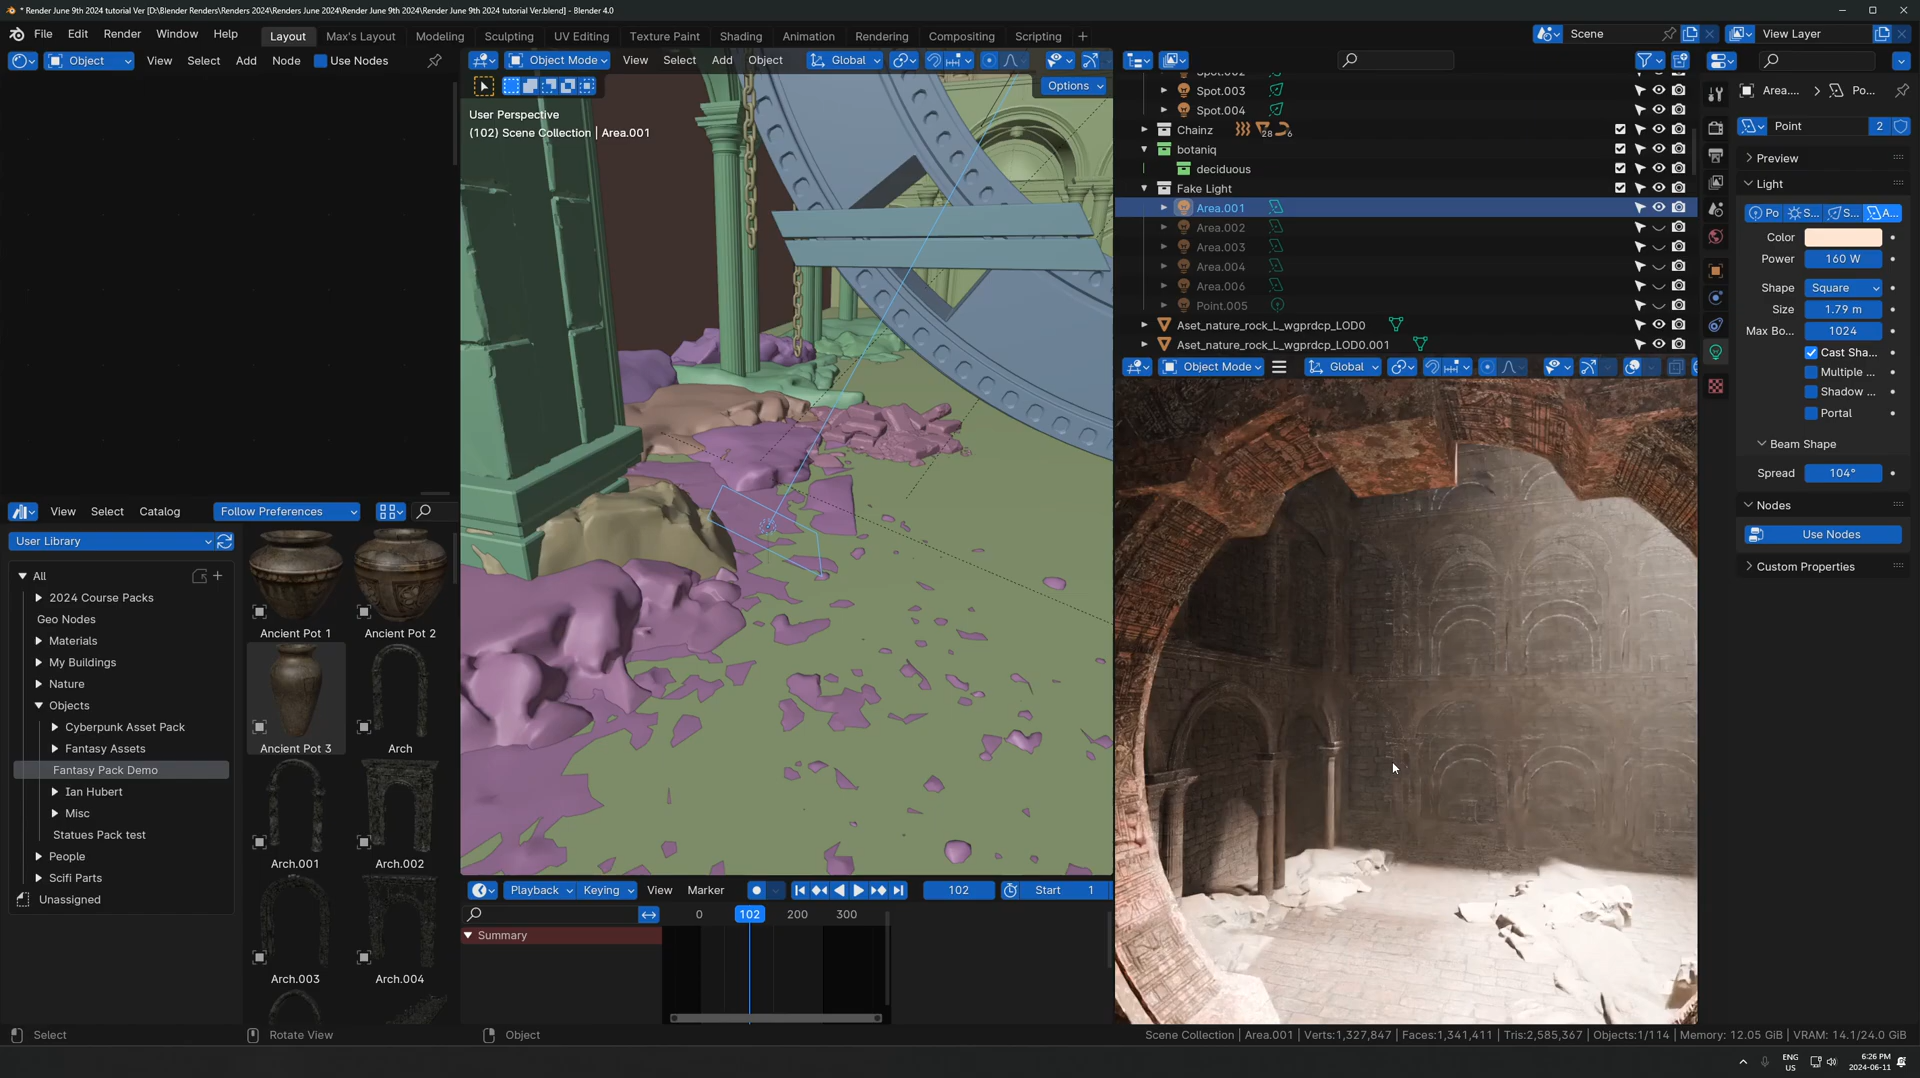 * Render June 9th 2024 tutorial Ver [D:\Blender Renders\Renders 2024\Renders June 2024\Render June 9th 2024\Render June 9th 2024 tutorial Ver.blend] - Blender 4.0
File Edit Render Window Help Layout Max's Layout Modeling Sculpting UV Editing Texture Paint Shading Animation Rendering Compositing Scripting Scene View Layer
Object View Select Add Node Use Nodes
Object Mode View Select Add Object Global
Options
User Perspective
(102) Scene Collection | Area.001
Spot.002
Spot.003
Spot.004
Chainz 28 6
botaniq
deciduous
Fake Light
Area.001
Area.002
Area.003
Area.004
Area.006
Point.005
Aset_nature_rock_L_wgprdcp_LOD0
Aset_nature_rock_L_wgprdcp_LOD0.001
Object Mode Global
Area.... Po...
Point 2
Preview
Light
Po S... S... A...
Color
Power 160 W
Shape Square
Size 1.79 m
Max Bo... 1024
Cast Sha...
Multiple ...
Shadow ...
Portal
Beam Shape
Spread 104°
Nodes
Use Nodes
Custom Properties
View Select Catalog Follow Preferences
User Library
All
2024 Course Packs
Geo Nodes
Materials
My Buildings
Nature
Objects
Cyberpunk Asset Pack
Fantasy Assets
Fantasy Pack Demo
Ian Hubert
Misc
Statues Pack test
People
Scifi Parts
Unassigned
Ancient Pot 1 Ancient Pot 2
Ancient Pot 3 Arch
Arch.001 Arch.002
Arch.003 Arch.004
Playback Keying View Marker 102 Start 1
0 102 200 300
Summary
Select Rotate View Object
Scene Collection | Area.001 | Verts:1,327,847 | Faces:1,341,411 | Tris:2,585,367 | Objects:1/114 | Memory: 12.05 GiB | VRAM: 14.1/24.0 GiB
ENG
US
6:26 PM
2024-06-11